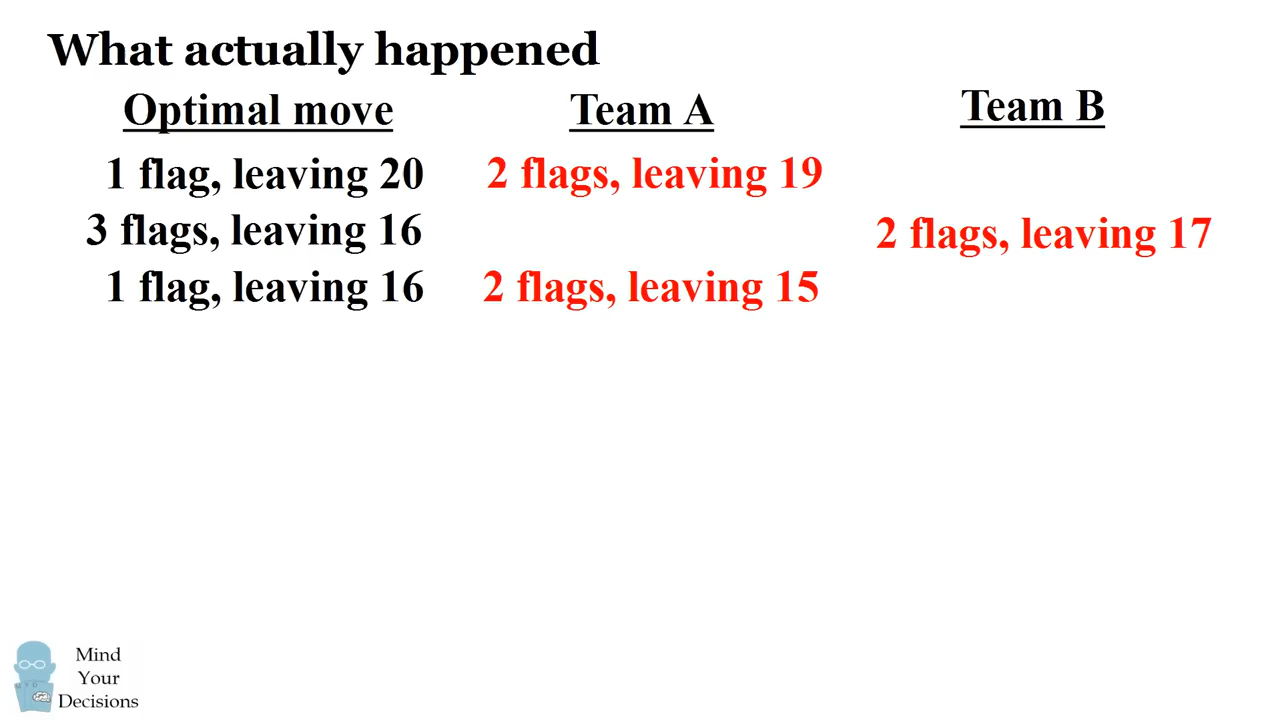 What actually happened
Optimal move Team A Team B
1 flag, leaving 20 2 flags, leaving 19
3 flags, leaving 16 2 flags, leaving 17
1 flag, leaving 16 2 flags, leaving 15
Mind
Your
Decisions